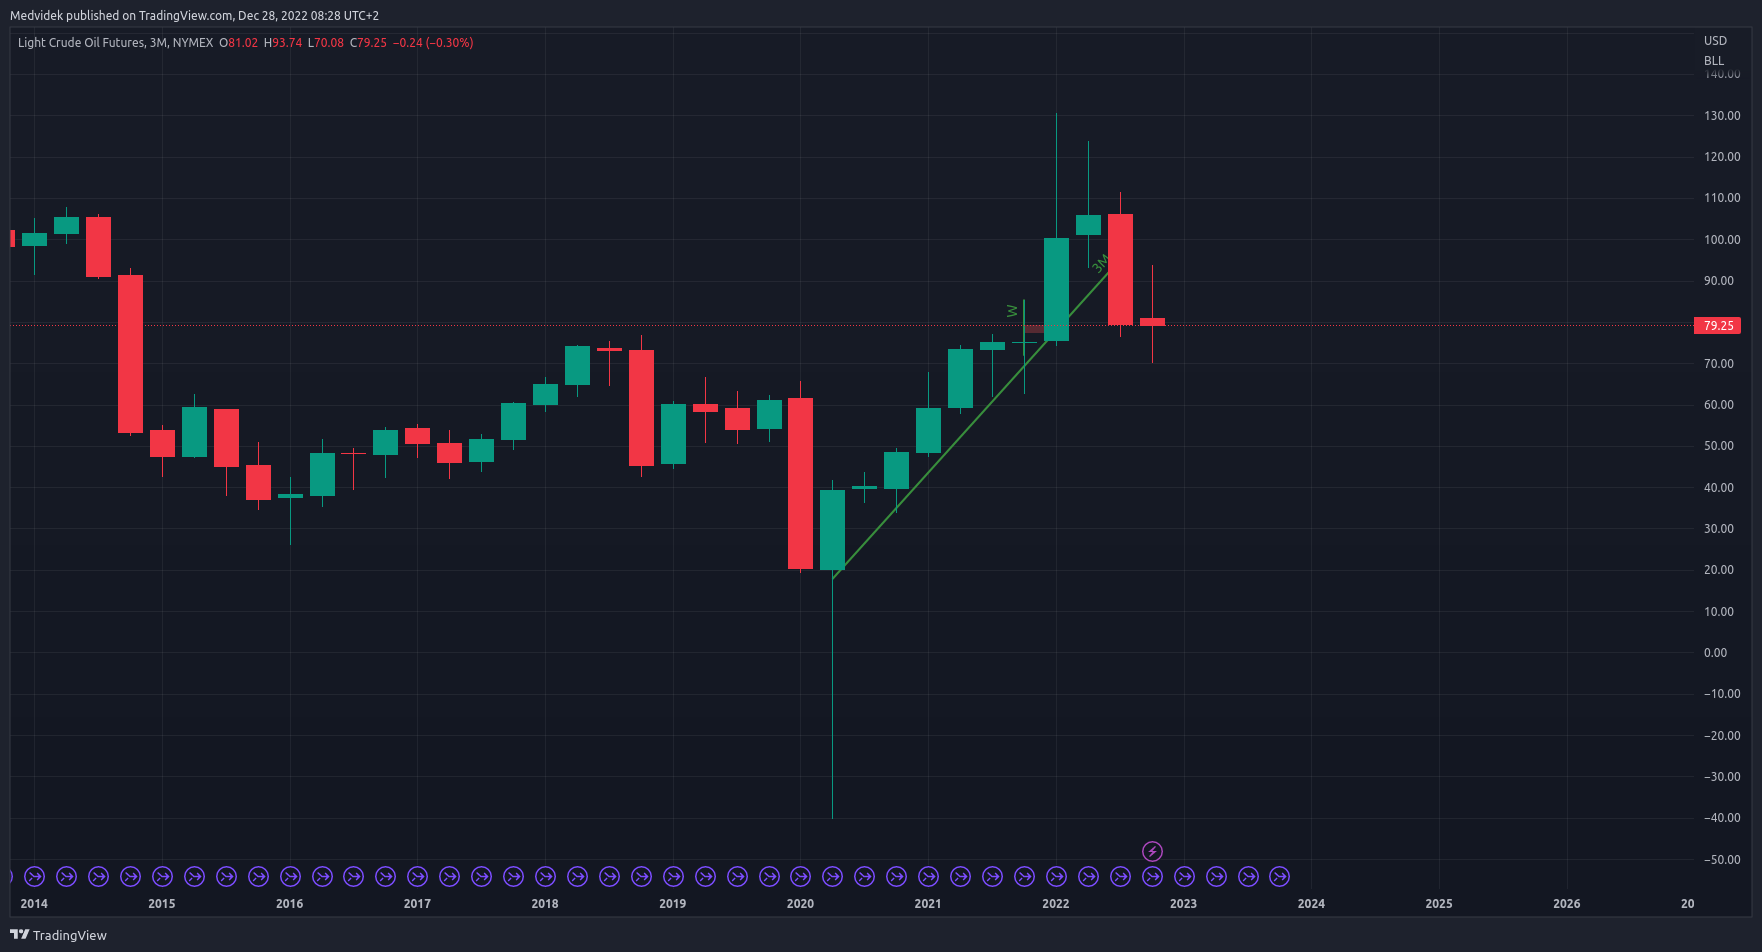 Medvidek published on TradingView.com, Dec 28, 2022 08:28 UTC+2
Light Crude Oil Futures, 3M, NYMEX O81.02 H93.74 L70.08 C79.25 −0.24 (−0.30%)
USD
BLL
140.00
130.00
120.00
110.00
100.00
90.00
79.25
70.00
60.00
50.00
40.00
30.00
20.00
10.00
0.00
−10.00
−20.00
−30.00
−40.00
−50.00
3M
W
2014 2015 2016 2017 2018 2019 2020 2021 2022 2023 2024 2025 2026 20
TradingView